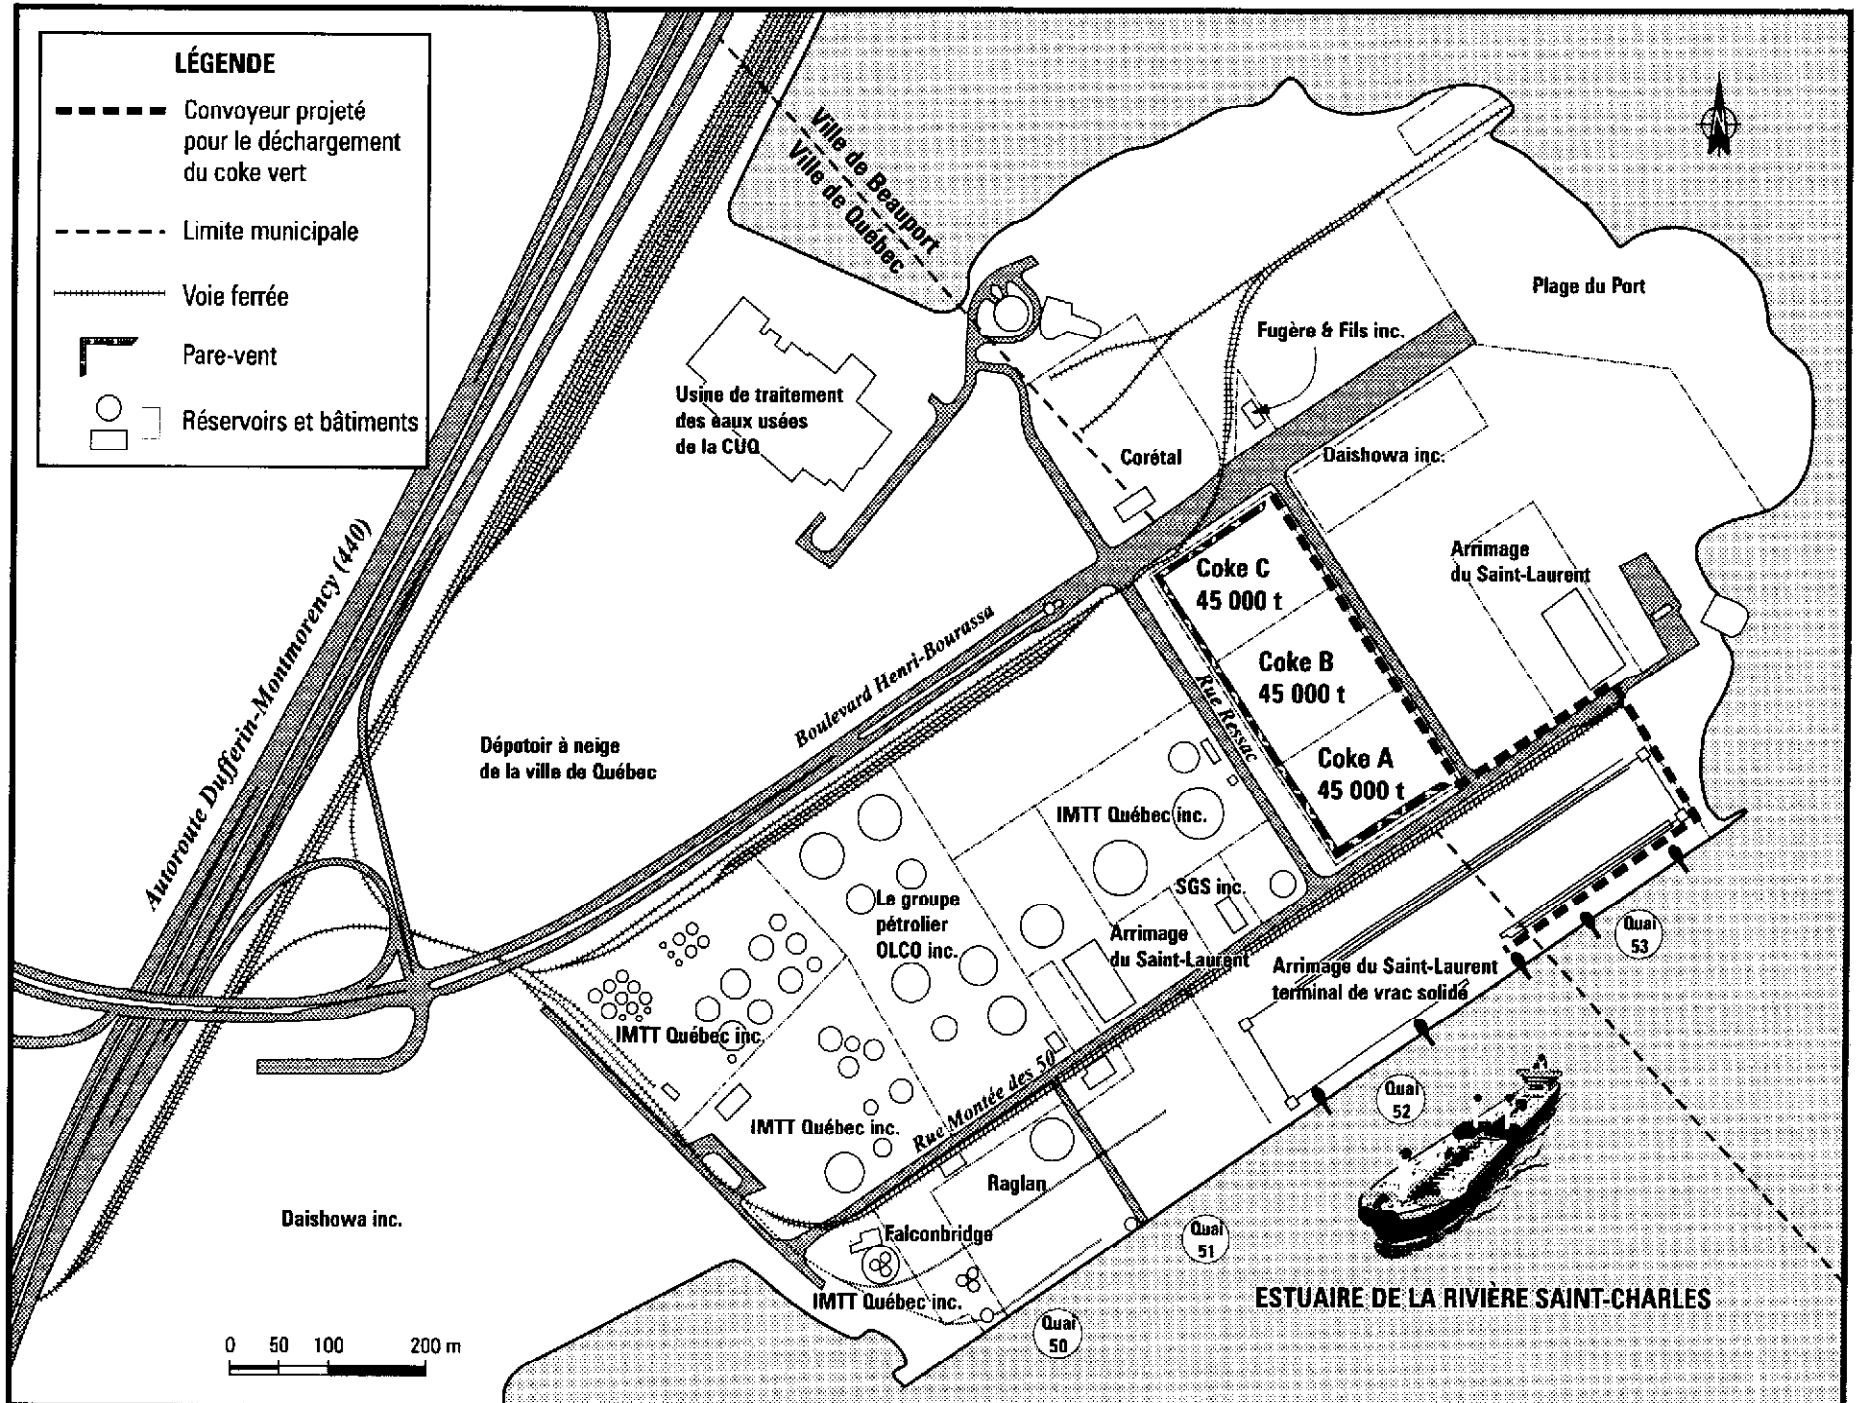 LÉGENDE
Convoyeur projeté
pour le déchargement
du coke vert
Limite municipale
Voie ferrée
Pare-vent
Réservoirs et bâtiments
Ville de Beauport
Ville de Québec
Plage du Port
Fugère & Fils inc.
Usine de traitement
des eaux usées
de la CUQ
Corétal
Daishowa inc.
Autoroute Dufferin-Montmorency (440)
Arrimage
du Saint-Laurent
Coke C
45 000 t
Boulevard Henri-Bourassa
Coke B
45 000 t
Rue Ressac
Dépotoir à neige
de la ville de Québec
Coke A
45 000 t
IMTT Québec inc.
SGS inc.
Le groupe
pétrolier
OLCO inc.
Arrimage
du Saint-Laurent
Quai
53
Arrimage du Saint-Laurent
terminal de vrac solide
IMTT Québec inc.
Rue Montée des 50
Quai
52
IMTT Québec inc.
Raglan
Daishowa inc.
Falconbridge
Quai
51
IMTT Québec inc.
ESTUAIRE DE LA RIVIÈRE SAINT-CHARLES
Quai
50
0 50 100 200 m